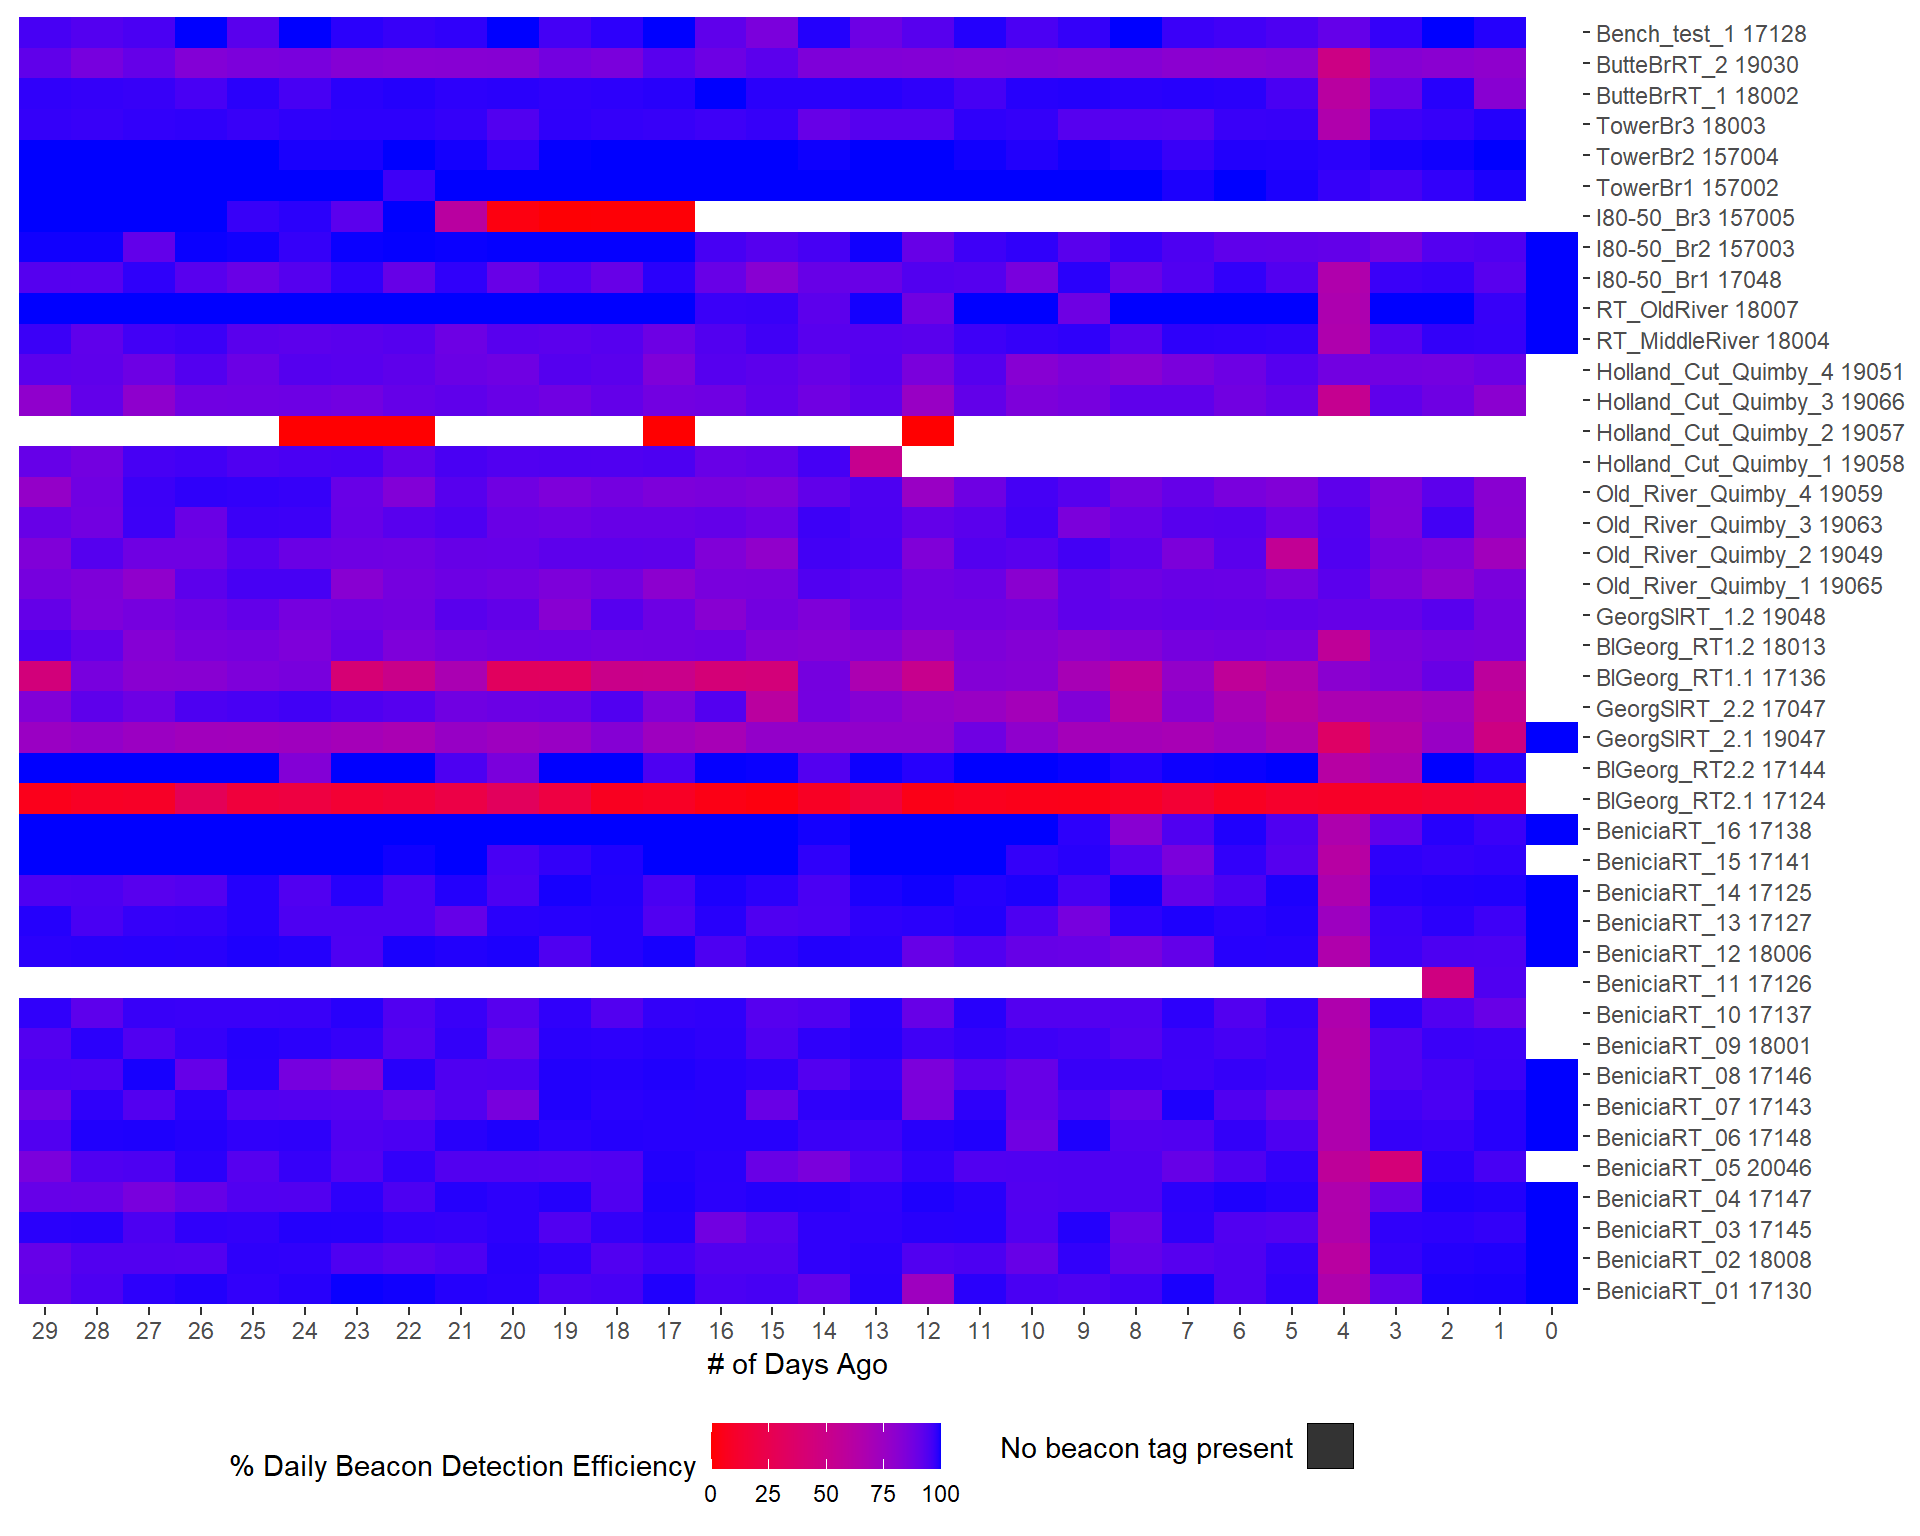 Bench_test_1 17128
ButteBrRT_2 19030
ButteBrRT_1 18002
TowerBr3 18003
TowerBr2 157004
TowerBr1 157002
I80-50_Br3 157005
I80-50_Br2 157003
I80-50_Br1 17048
RT_OldRiver 18007
RT_MiddleRiver 18004
Holland_Cut_Quimby_4 19051
Holland_Cut_Quimby_3 19066
Holland_Cut_Quimby_2 19057
Holland_Cut_Quimby_1 19058
Old_River_Quimby_4 19059
Old_River_Quimby_3 19063
Old_River_Quimby_2 19049
Old_River_Quimby_1 19065
GeorgSlRT_1.2 19048
BlGeorg_RT1.2 18013
BlGeorg_RT1.1 17136
GeorgSlRT_2.2 17047
GeorgSlRT_2.1 19047
BlGeorg_RT2.2 17144
BlGeorg_RT2.1 17124
BeniciaRT_16 17138
BeniciaRT_15 17141
BeniciaRT_14 17125
BeniciaRT_13 17127
BeniciaRT_12 18006
BeniciaRT_11 17126
BeniciaRT_10 17137
BeniciaRT_09 18001
BeniciaRT_08 17146
BeniciaRT_07 17143
BeniciaRT_06 17148
BeniciaRT_05 20046
BeniciaRT_04 17147
BeniciaRT_03 17145
BeniciaRT_02 18008
BeniciaRT_01 17130
29 28 27 26 25 24 23 22 21 20 19 18 17 16 15 14 13 12 11 10 9 8 7 6 5 4 3 2 1 0
# of Days Ago
% Daily Beacon Detection Efficiency
0 25 50 75 100
No beacon tag present